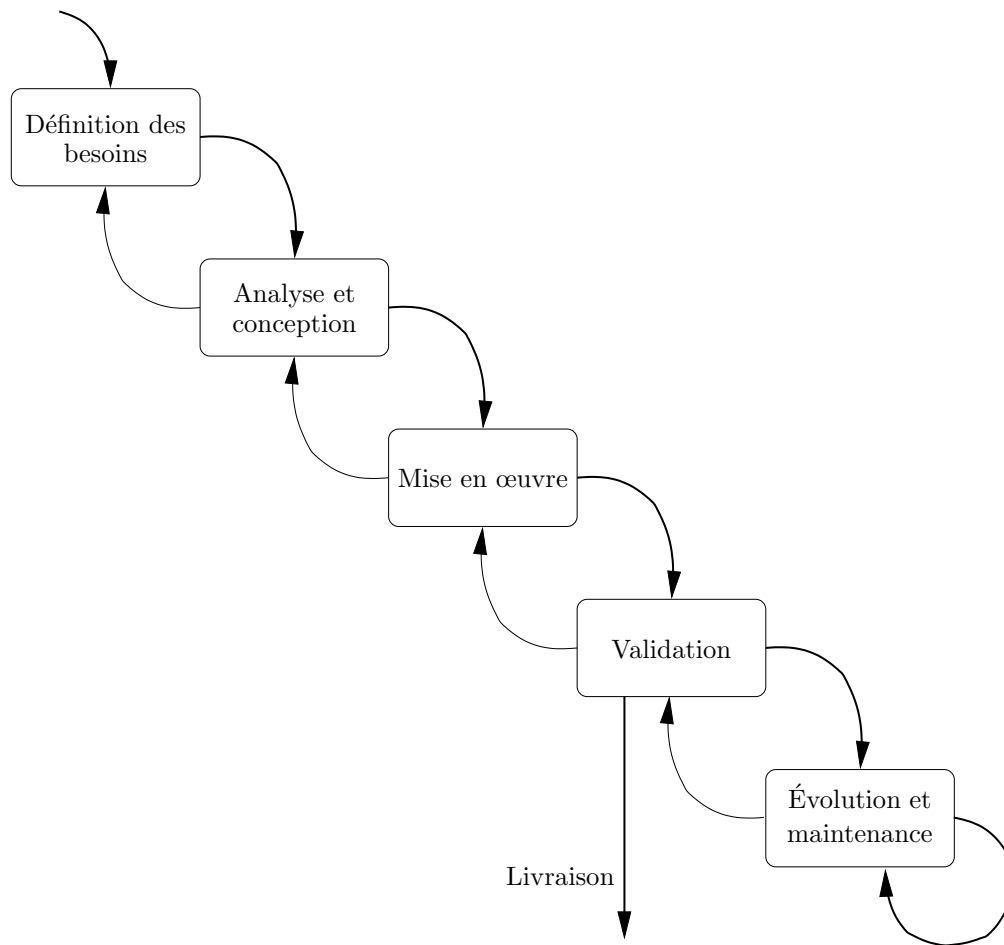 Définition des
besoins
Analyse et
conception
Mise en œuvre
Validation
Évolution et
maintenance
Livraison